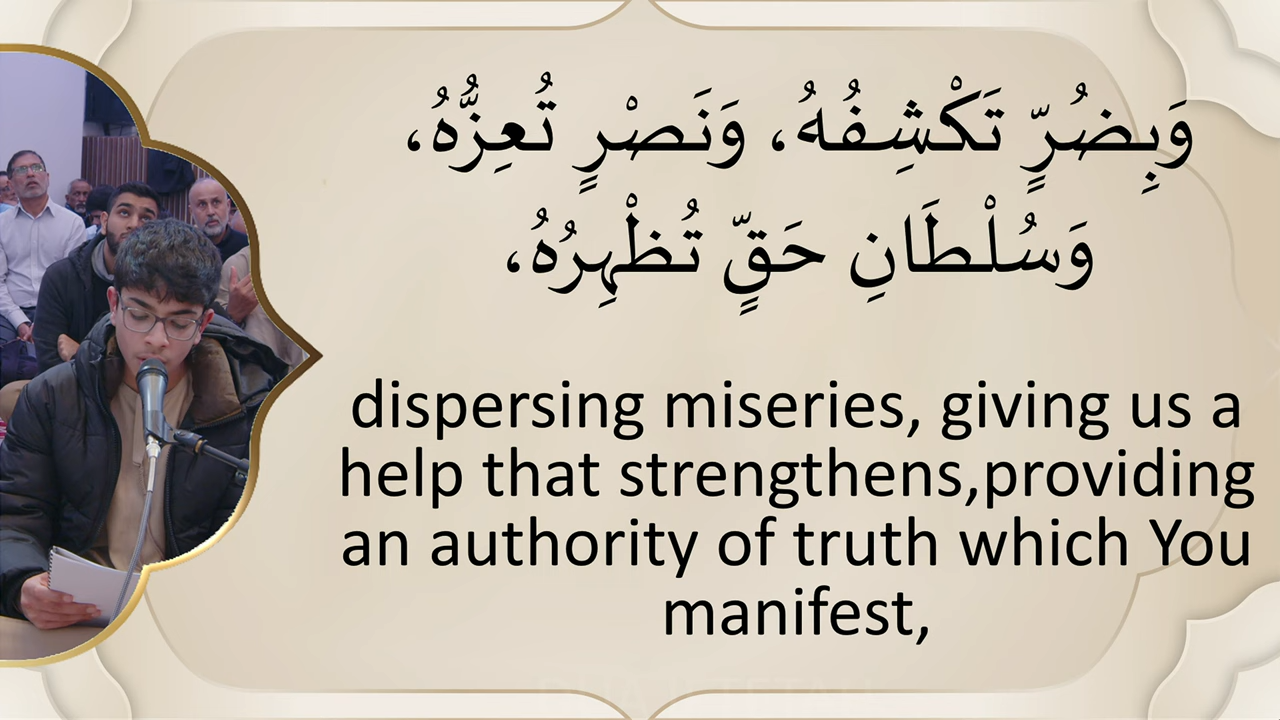 وَبِضُرٍّ تَكْشِفُهُ، وَنَصْرٍ تُعِزُّهُ،
وَسُلْطَانِ حَقٍّ تُظْهِرُهُ،
dispersing miseries, giving us a
help that strengthens,providing
an authority of truth which You
manifest,